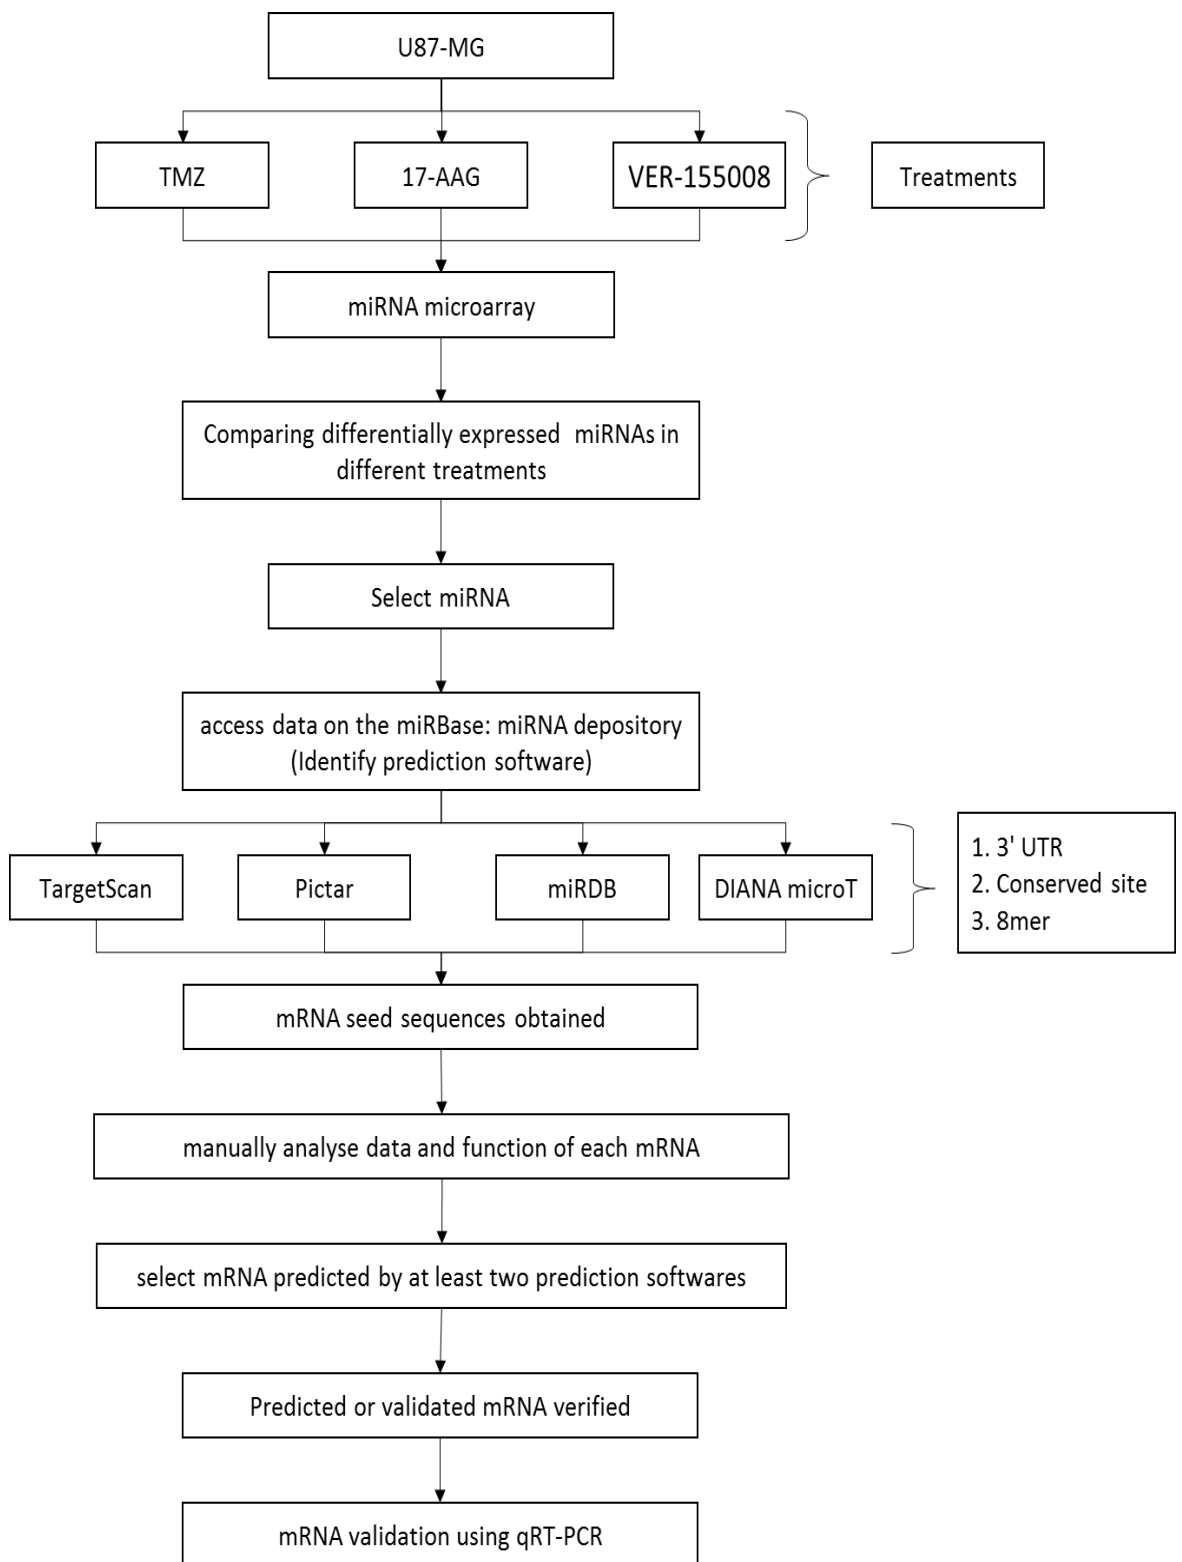 U87-MG
TMZ
17-AAG
VER-155008
Treatments
miRNA microarray
Comparing differentially expressed miRNAs in
different treatments
Select miRNA
access data on the miRBase: miRNA depository
(Identify prediction software)
TargetScan
Pictar
miRDB
DIANA microT
1. 3' UTR
2. Conserved site
3. 8mer
mRNA seed sequences obtained
manually analyse data and function of each mRNA
select mRNA predicted by at least two prediction softwares
Predicted or validated mRNA verified
mRNA validation using qRT-PCR